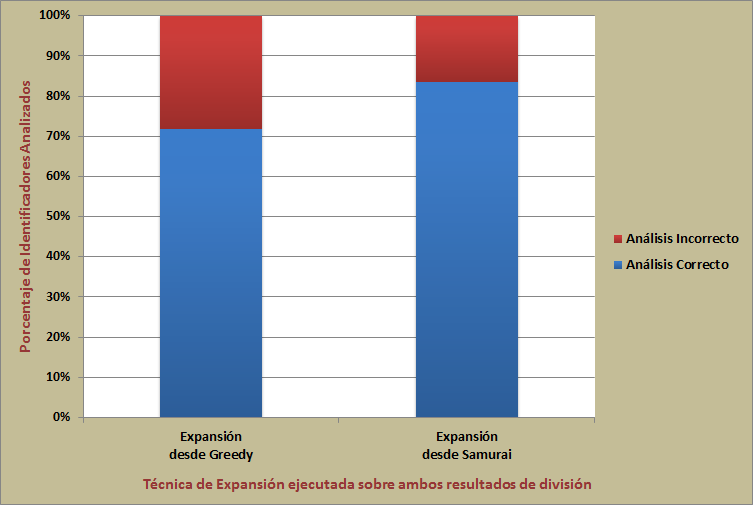 100%
90%
80%
70%
60%
50%
40%
30%
20%
10%
0%
Porcentaje de Identificadores Analizados
Expansión
desde Greedy
Expansión
desde Samurai
Técnica de Expansión ejecutada sobre ambos resultados de división
Análisis Incorrecto
Análisis Correcto